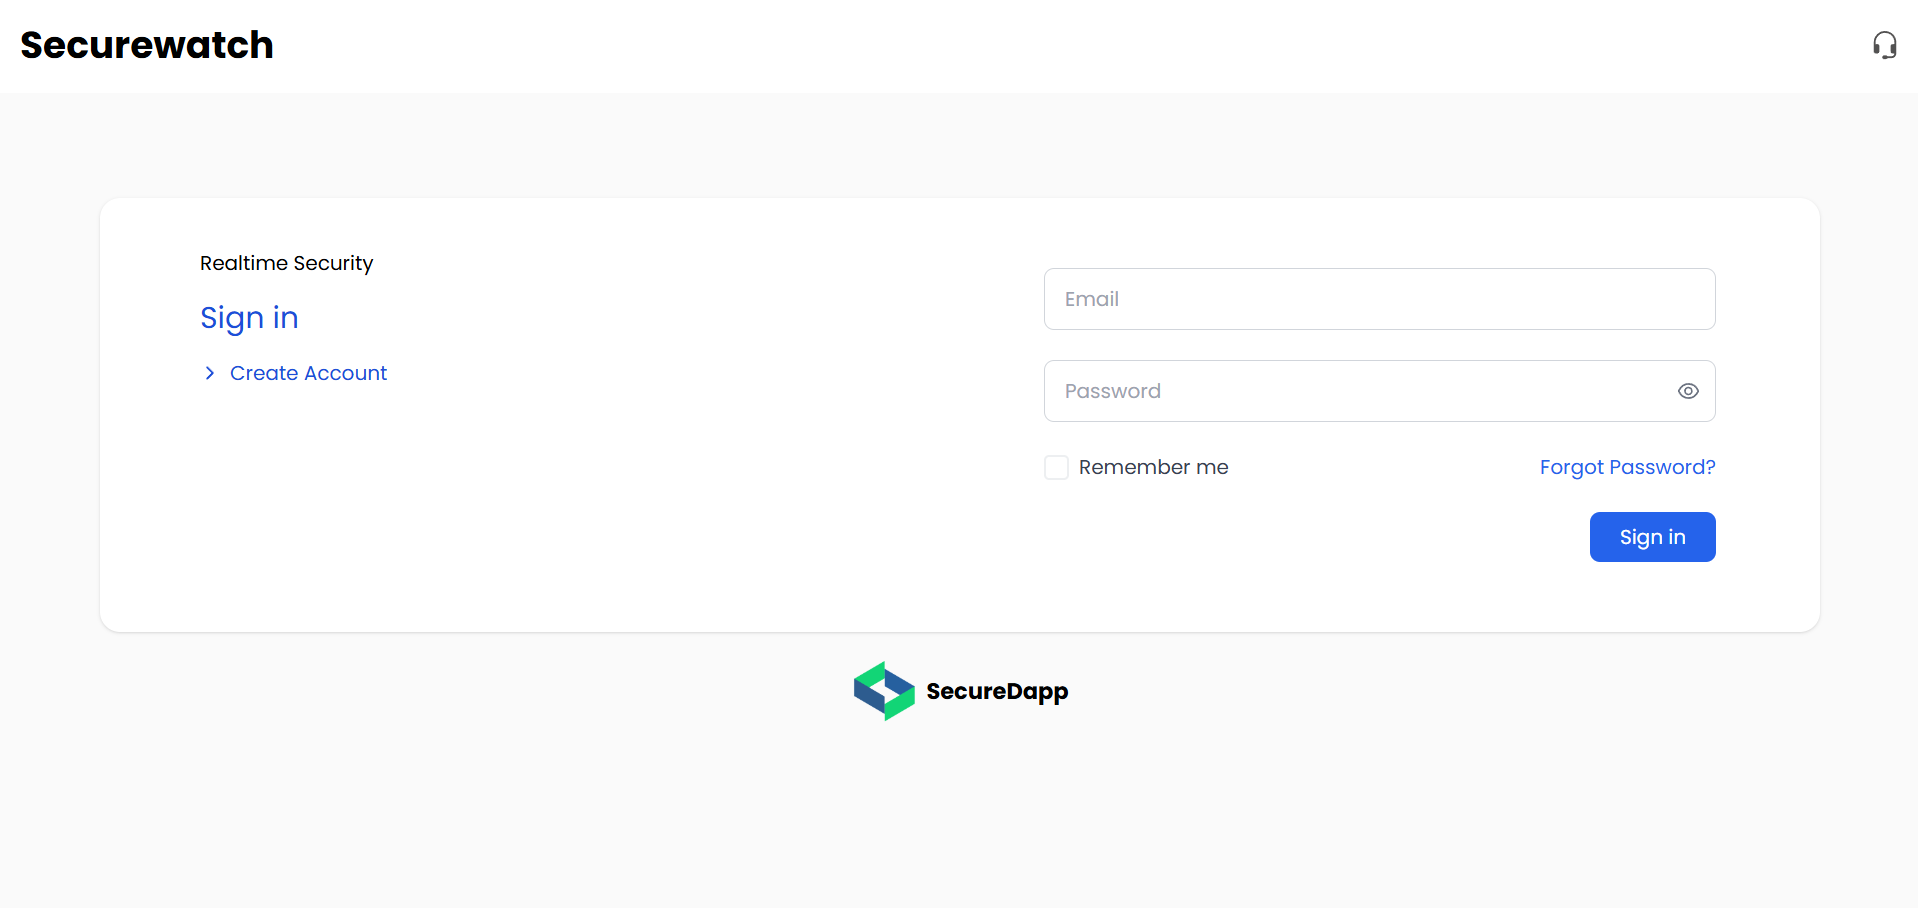 Securewatch
Realtime Security
Sign in
Create Account
Email
Password
Remember me
Forgot Password?
Sign in
SecureDapp